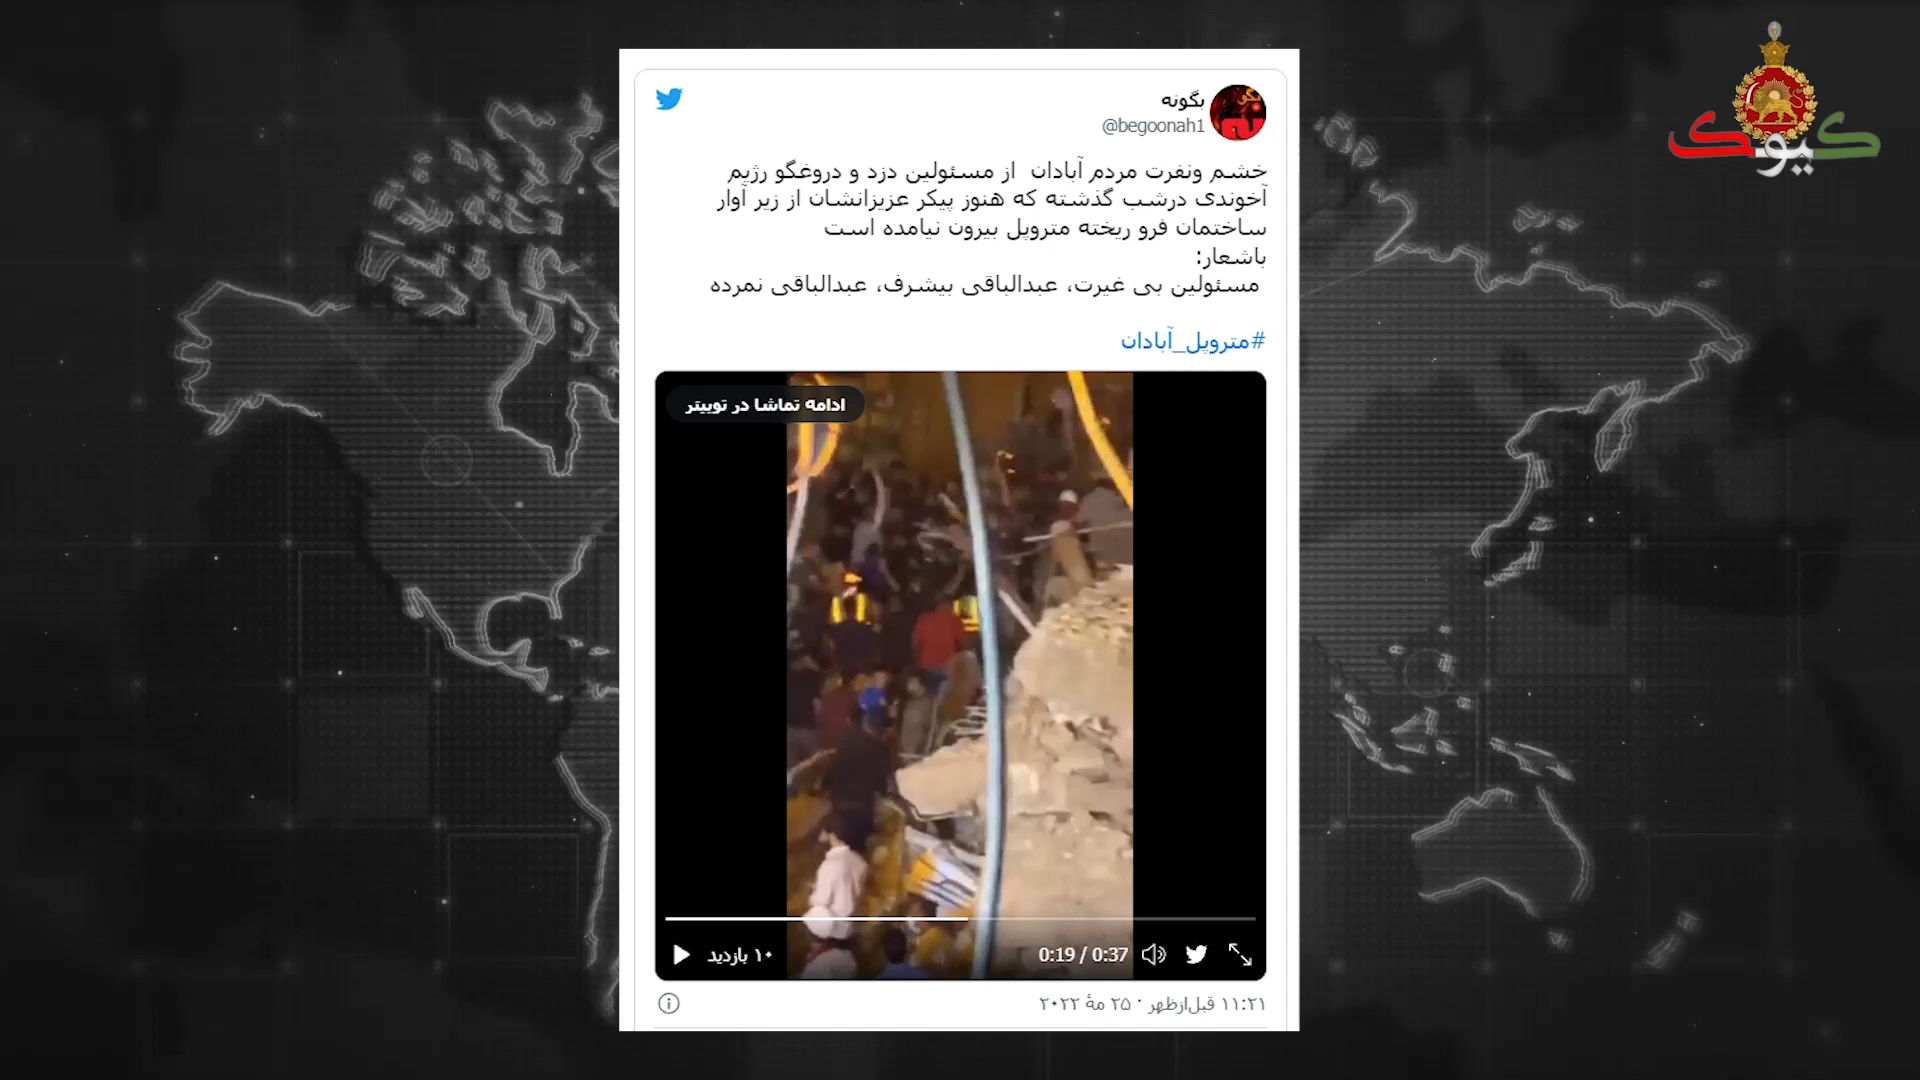 کیوک
بگونه
@begoonah1
خشم ونفرت مردم آبادان  از مسئولین دزد و دروغگو رژیم
آخوندی درشب گذشته که هنوز پیکر عزیزانشان از زیر آوار
ساختمان فرو ریخته متروپل بیرون نیامده است
باشعار:
مسئولین بی غیرت، عبدالباقی بیشرف، عبدالباقی نمرده
#متروپل_آبادان
ادامه تماشا در توییتر
۱۰ بازدید
0:19 / 0:37
۱۱:۲۱ قبل‌ازظهر · ۲۵ مهٔ ۲۰۲۲